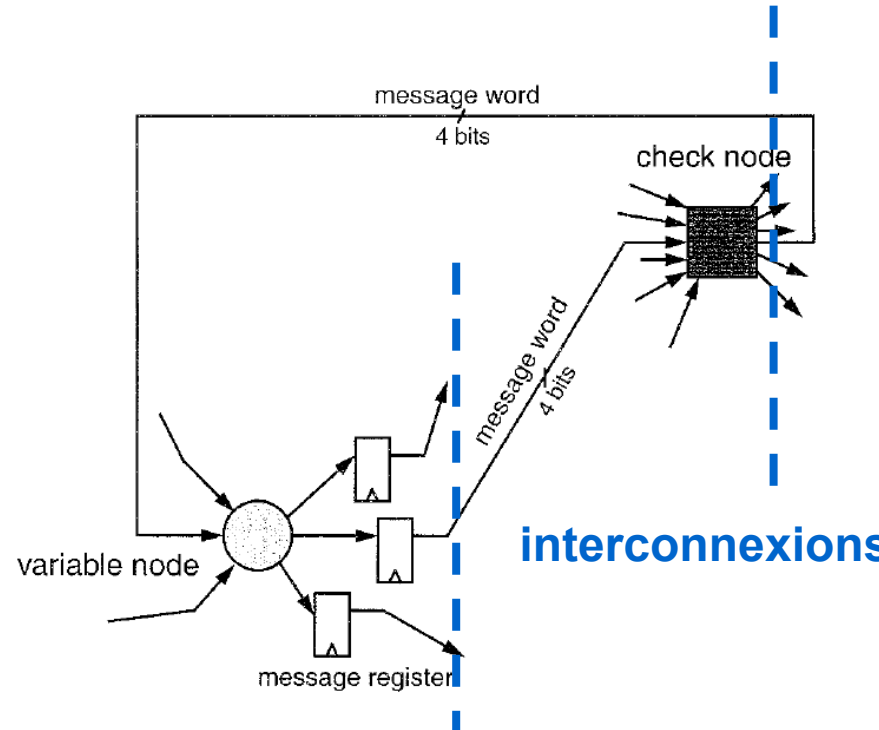 message word
4 bits
check node
message word
4 bits
interconnexions
variable node
message register